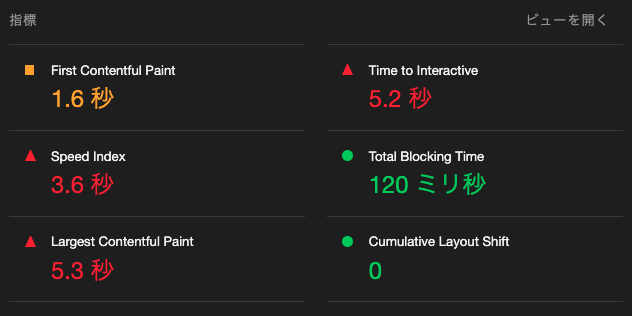 指標
ビューを開く
First Contentful Paint
1.6 秒
Time to Interactive
5.2 秒
Speed Index
3.6 秒
Total Blocking Time
120 ミリ秒
Largest Contentful Paint
5.3 秒
Cumulative Layout Shift
0